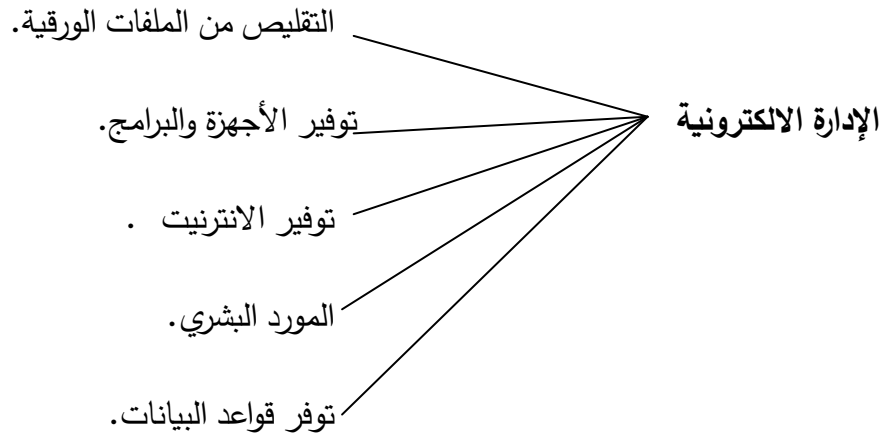 التقليص من الملفات الورقية.
الإدارة الالكترونية
توفير الأجهزة والبرامج.
توفير الانترنيت .
المورد البشري.
توفر قواعد البيانات.